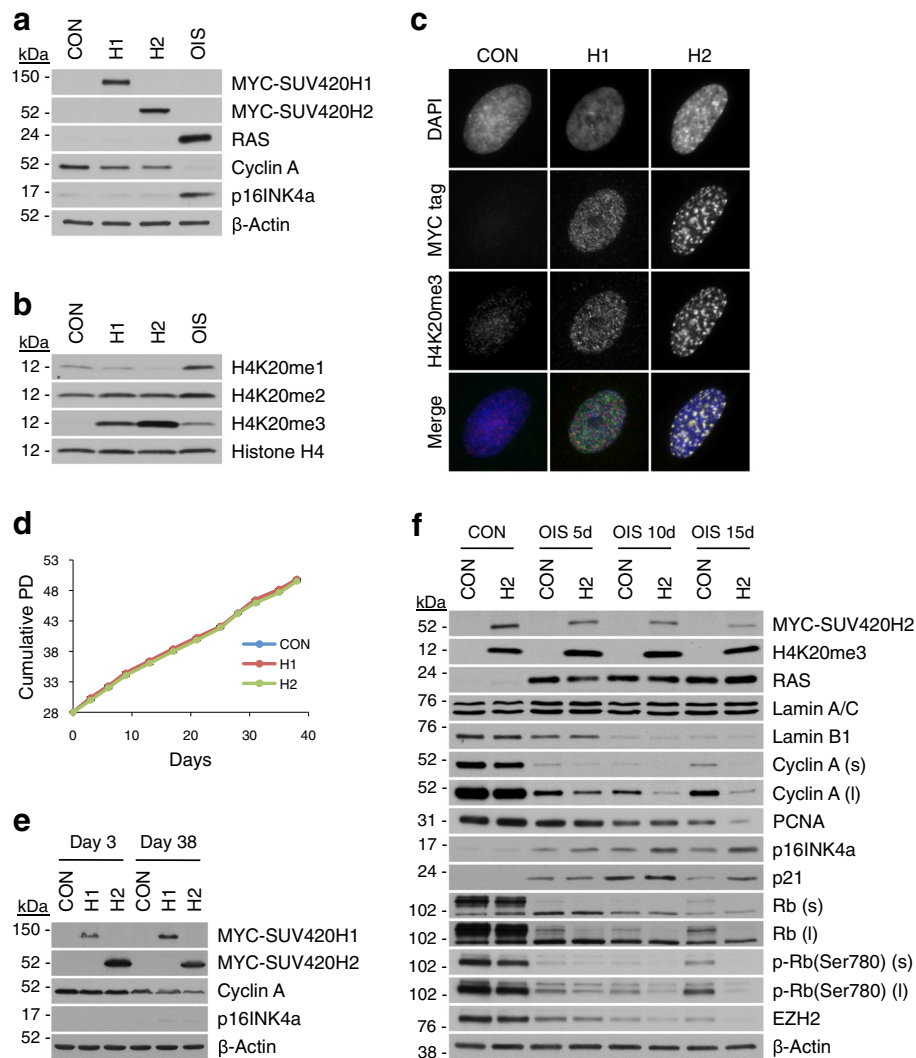 a
kDa
CON H1 H2 OIS
150 - MYC-SUV420H1
52 - MYC-SUV420H2
24 - RAS
52 - Cyclin A
17 - p16INK4a
52 - β-Actin
b
kDa
CON H1 H2 OIS
12 - H4K20me1
12 - H4K20me2
12 - H4K20me3
12 - Histone H4
c
CON H1 H2
DAPI
MYC tag
H4K20me3
Merge
d
Cumulative PD
53
48
43
38
33
28
0 10 20 30 40
Days
CON
H1
H2
e
Day 3 Day 38
kDa
CON H1 H2 CON H1 H2
150 - MYC-SUV420H1
52 - MYC-SUV420H2
52 - Cyclin A
17 - p16INK4a
52 - β-Actin
f
CON OIS 5d OIS 10d OIS 15d
kDa
CON H2 CON H2 CON H2 CON H2
52 - MYC-SUV420H2
12 - H4K20me3
24 - RAS
76 - Lamin A/C
76 - Lamin B1
52 - Cyclin A (s)
52 - Cyclin A (l)
31 - PCNA
17 - p16INK4a
24 - p21
102 - Rb (s)
102 - Rb (l)
102 - p-Rb(Ser780) (s)
102 - p-Rb(Ser780) (l)
76 - EZH2
38 - β-Actin